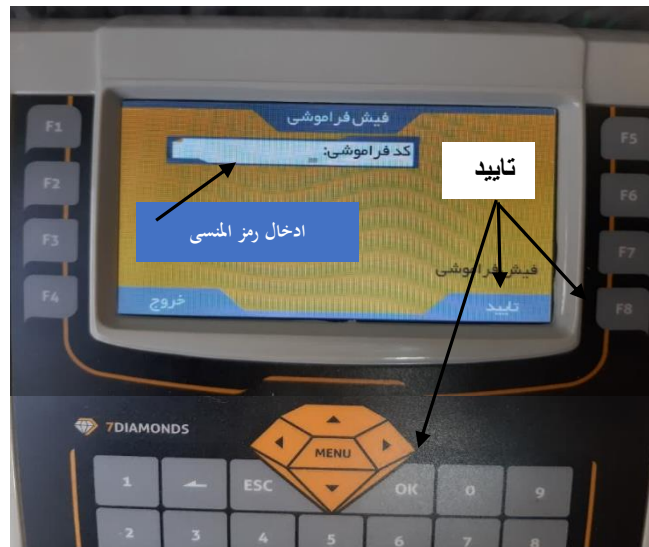 فیش فراموشی
F1
کد فراموشی:
F5
تایید
F2
F6
ادخال رمز المنسی
F3
F7
فیش فراموشی
F4
خروج
تایید
F8
7DIAMONDS
MENU
1
ESC
OK
0
9
2
3
4
5
6
7
8